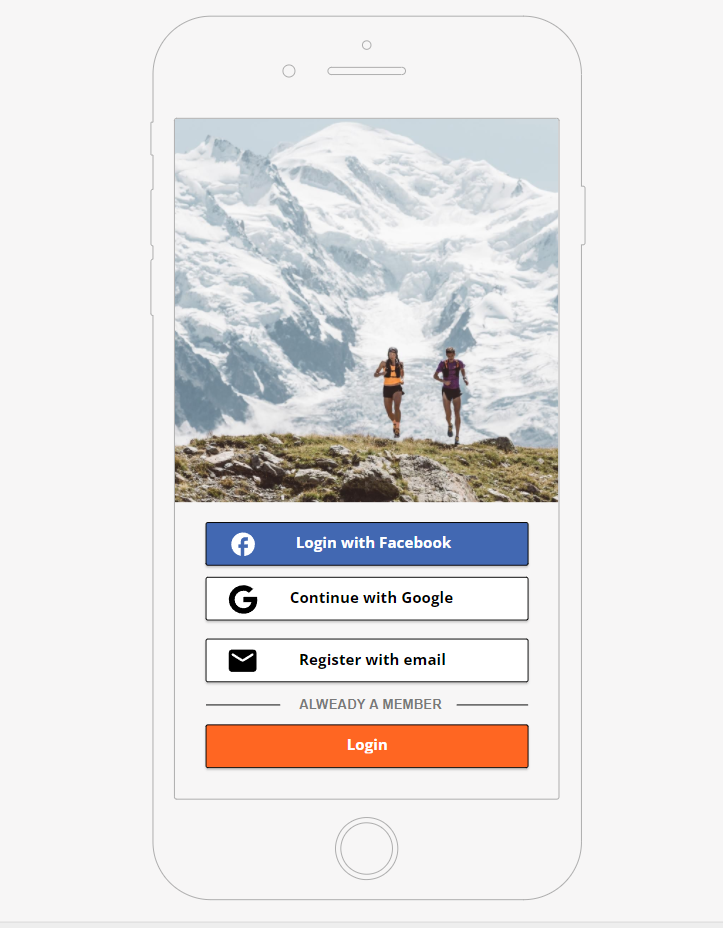 Login with Facebook
Continue with Google
Register with email
ALWEADY A MEMBER
Login